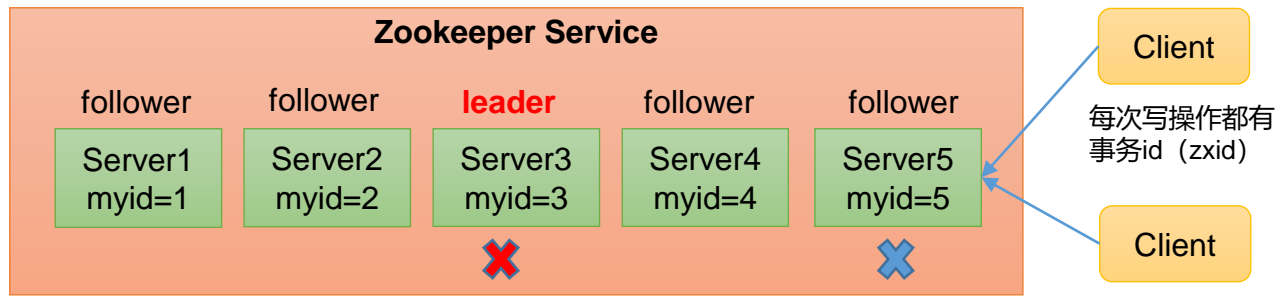 Zookeeper Service
follower
follower
leader
follower
follower
Server1
myid=1
Server2
myid=2
Server3
myid=3
Server4
myid=4
Server5
myid=5
Client
每次写操作都有
事务id（zxid）
Client